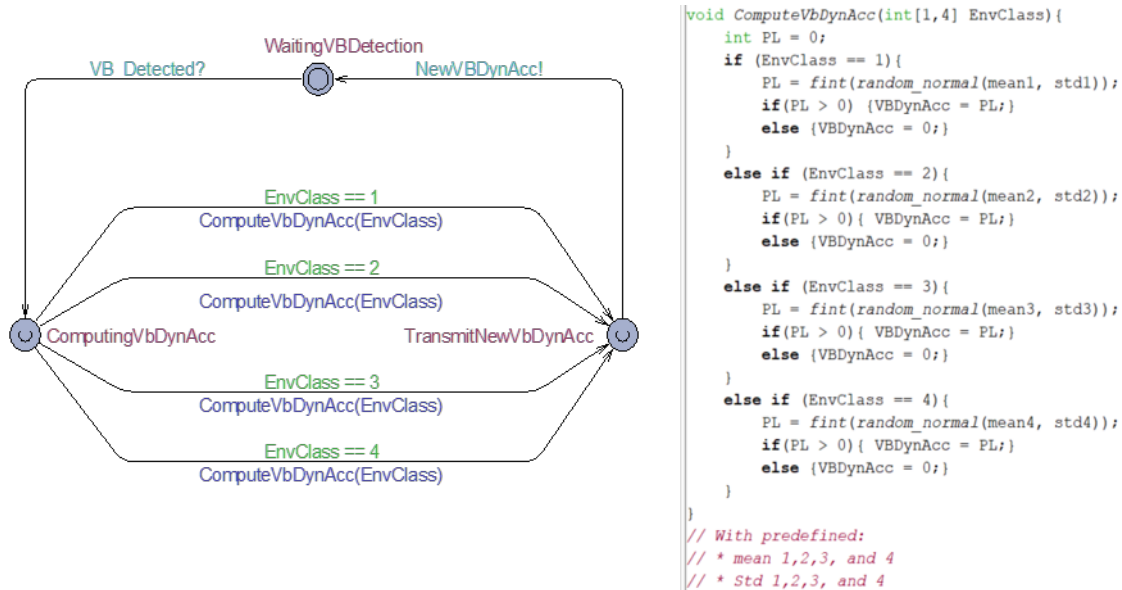 WaitingVBDetection
VB_Detected?
NewVBDynAcc!
EnvClass == 1
ComputeVbDynAcc(EnvClass)
EnvClass == 2
ComputeVbDynAcc(EnvClass)
ComputingVbDynAcc
TransmitNewVbDynAcc
EnvClass == 3
ComputeVbDynAcc(EnvClass)
EnvClass == 4
ComputeVbDynAcc(EnvClass)
void ComputeVbDynAcc(int[1,4] EnvClass){
int PL = 0;
if (EnvClass == 1){
PL = fint(random_normal(mean1, std1));
if(PL > 0) {VBDynAcc = PL;}
else {VBDynAcc = 0;}
}
else if (EnvClass == 2){
PL = fint(random_normal(mean2, std2));
if(PL > 0){ VBDynAcc = PL;}
else {VBDynAcc = 0;}
}
else if (EnvClass == 3){
PL = fint(random_normal(mean3, std3));
if(PL > 0){ VBDynAcc = PL;}
else {VBDynAcc = 0;}
}
else if (EnvClass == 4){
PL = fint(random_normal(mean4, std4));
if(PL > 0){ VBDynAcc = PL;}
else {VBDynAcc = 0;}
}
}
// With predefined:
// * mean 1,2,3, and 4
// * Std 1,2,3, and 4